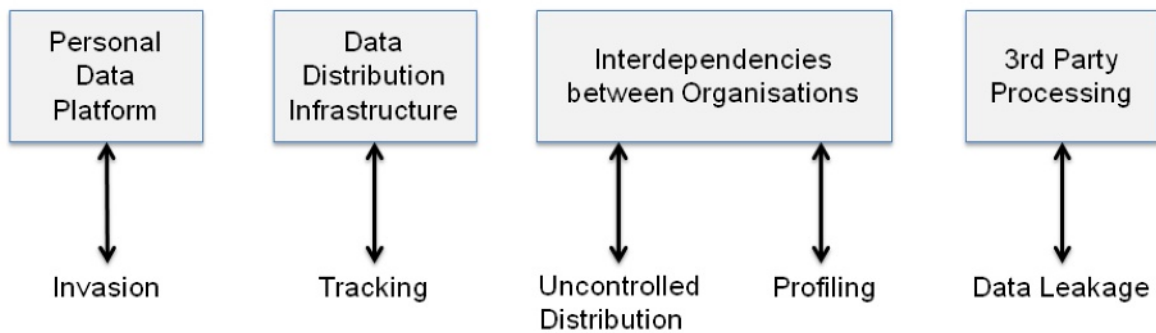 Personal
Data
Platform
Data
Distribution
Infrastructure
Interdependencies
between Organisations
3rd Party
Processing
Invasion
Tracking
Uncontrolled
Distribution
Profiling
Data Leakage